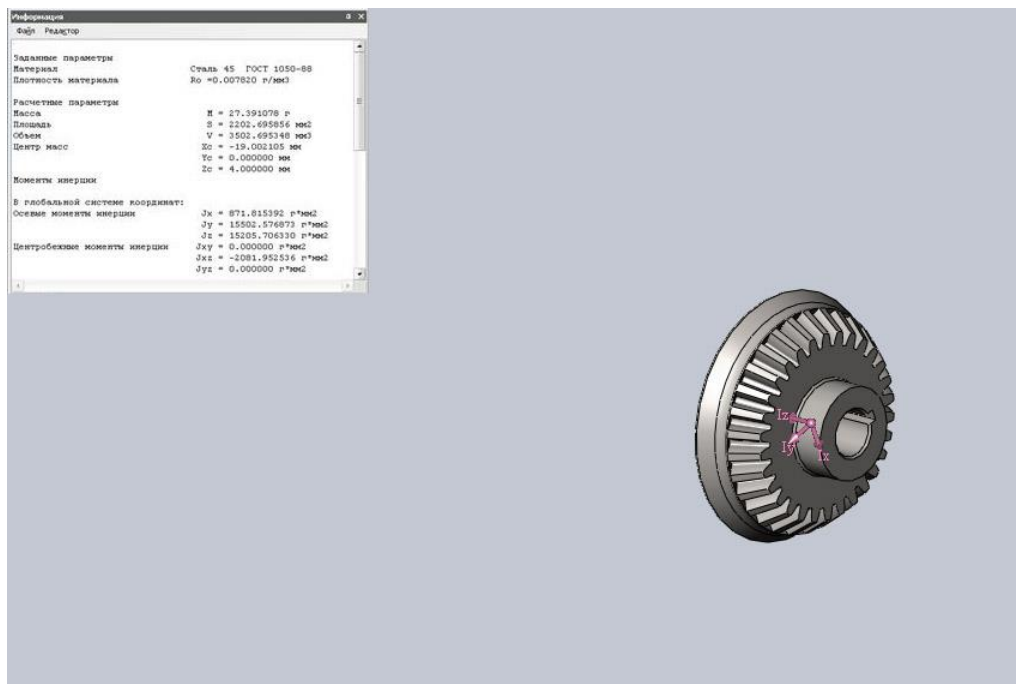 Информация
Файл Редактор
Заданные параметры
Материал Сталь 45 ГОСТ 1050-88
Плотность материала Ro =0.007820 г/мм3
Расчетные параметры
Масса M = 27.391078 г
Площадь S = 2202.695856 мм2
Объем V = 3502.695348 мм3
Центр масс Xc = -19.002105 мм
Yc = 0.000000 мм
Zc = 4.000000 мм
Моменты инерции
В глобальной системе координат:
Осевые моменты инерции Jx = 871.815392 г*мм2
Jy = 15502.576873 г*мм2
Jz = 15205.706330 г*мм2
Центробежные моменты инерции Jxy = 0.000000 г*мм2
Jxz = -2081.952536 г*мм2
Jyz = 0.000000 г*мм2
Iz
Iy Ix